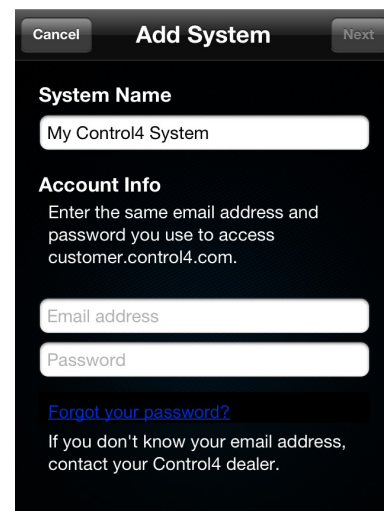 Cancel Add System Next
System Name
My Control4 System
Account Info
Enter the same email address and
password you use to access
customer.control4.com.
Email address
Password
Forgot your password?
If you don't know your email address,
contact your Control4 dealer.